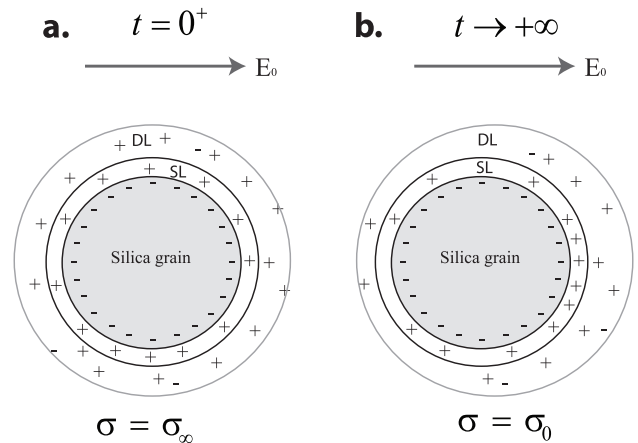 a. t = 0⁺
E₀
DL
SL
Silica grain
σ = σ∞
b. t → +∞
E₀
DL
SL
Silica grain
σ = σ₀